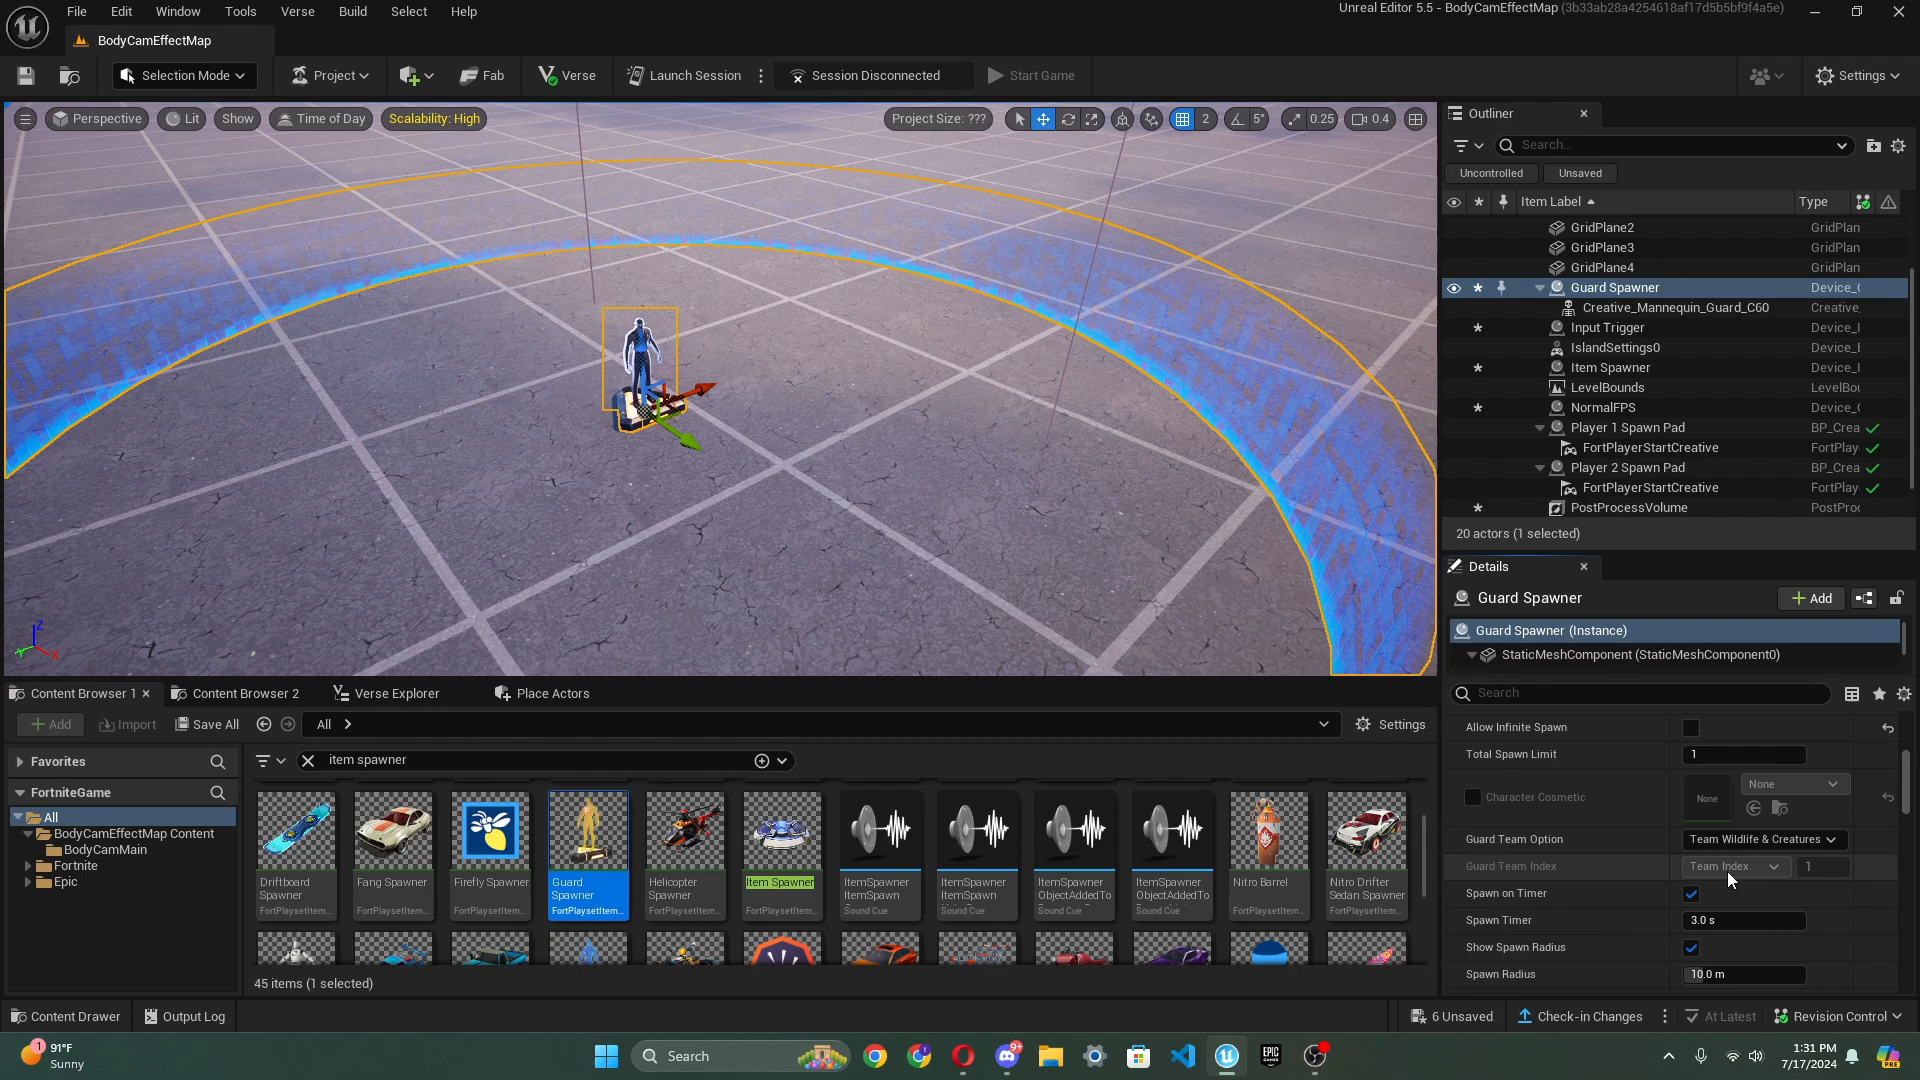 File Edit Window Tools Verse Build Select Help
Unreal Editor 5.5 - BodyCamEffectMap (3b33ab28a4254618af17d5b5bf9f4a5e)
BodyCamEffectMap
Selection Mode
Project
Fab
Verse
Launch Session
Session Disconnected
Start Game
Settings
Perspective
Lit
Show
Time of Day
Scalability: High
Project Size: ???
2
5°
0.25
0.4
Z
X
Y
Outliner
Search...
Uncontrolled
Unsaved
Item Label
Type
GridPlane2 GridPlan
GridPlane3 GridPlan
GridPlane4 GridPlan
Guard Spawner Device_
Creative_Mannequin_Guard_C60 Creative_
Input Trigger
IslandSettings0
Item Spawner
LevelBounds
NormalFPS
Player 1 Spawn Pad BP_Crea
FortPlayerStartCreative FortPlay
Player 2 Spawn Pad BP_Crea
FortPlayerStartCreative FortPlay
PostProcessVolume
20 actors (1 selected)
Details
Guard Spawner
Add
Guard Spawner (Instance)
StaticMeshComponent (StaticMeshComponent0)
Search
Allow Infinite Spawn
Total Spawn Limit 1
Character Cosmetic None None
Guard Team Option Team Wildlife & Creatures
Guard Team Index Team Index 1
Spawn on Timer
Spawn Timer 3.0 s
Show Spawn Radius
Spawn Radius 10.0 m
Content Browser 1
Content Browser 2
Verse Explorer
Place Actors
Add
Import
Save All
All
Settings
Favorites
FortniteGame
All
BodyCamEffectMap Content
BodyCamMain
Fortnite
Epic
item spawner
Driftboard
Spawner
FortPlaysetItem...
Fang Spawner
FortPlaysetItem...
Firefly Spawner
FortPlaysetItem...
Guard
Spawner
FortPlaysetItem...
Helicopter
Spawner
FortPlaysetItem...
Item Spawner
FortPlaysetItem...
ItemSpawner
ItemSpawn
Sound Cue
ItemSpawner
ItemSpawn
Sound Cue
ItemSpawner
ObjectAddedTo
Sound Cue
ItemSpawner
ObjectAddedTo
Sound Cue
Nitro Barrel
FortPlaysetItem...
Nitro Drifter
Sedan Spawner
FortPlaysetItem...
45 items (1 selected)
Content Drawer
Output Log
6 Unsaved
Check-in Changes
At Latest
Revision Control
1
91°F
Sunny
Search
9+
EPIC
GAMES
1:31 PM
7/17/2024
PRE